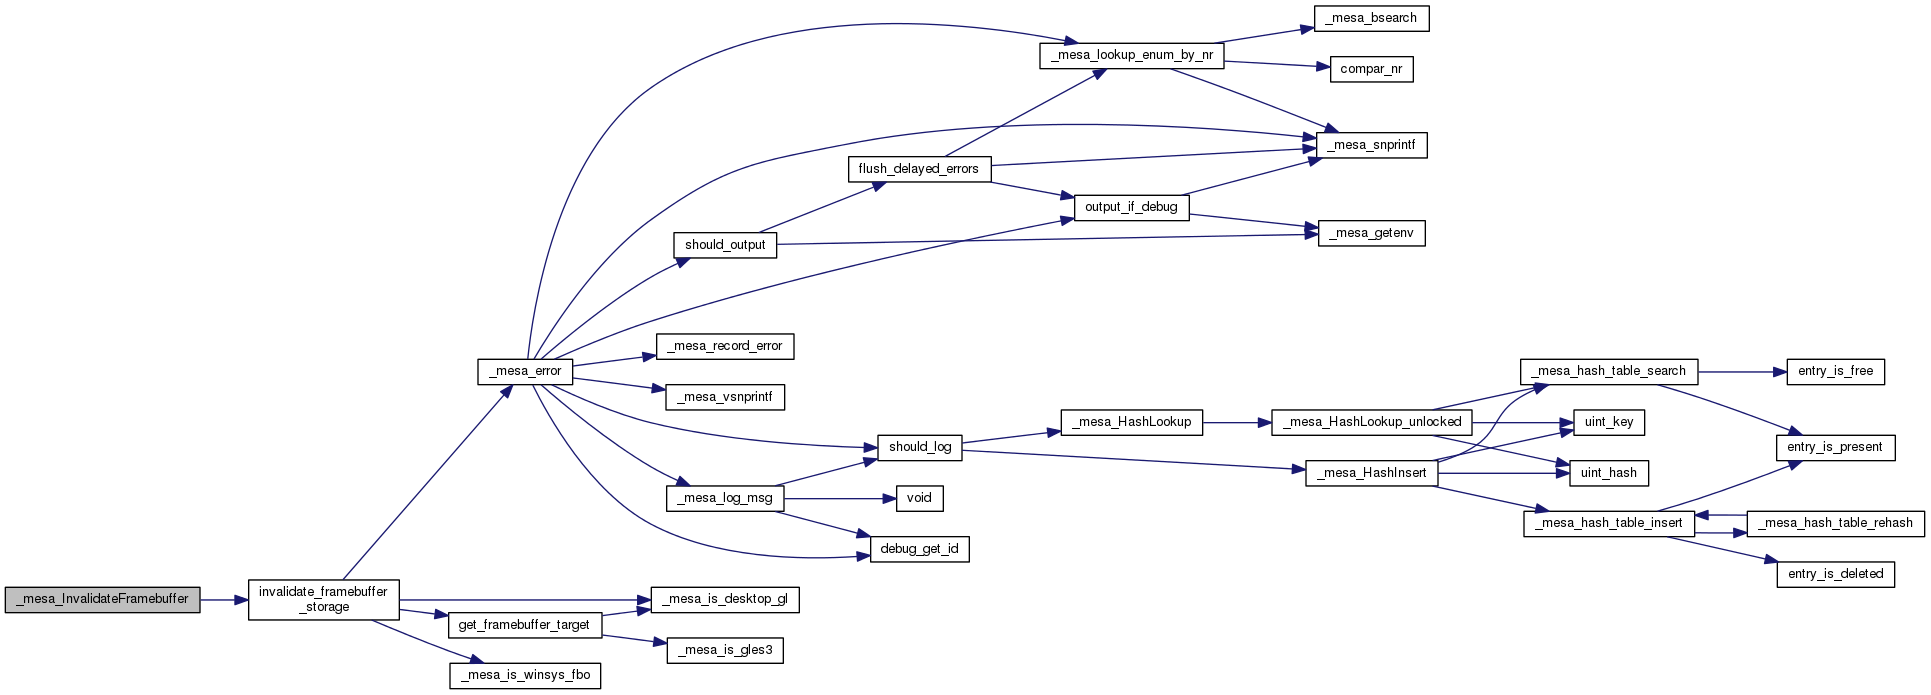 _mesa_bsearch
_mesa_lookup_enum_by_nr
compar_nr
_mesa_snprintf
flush_delayed_errors
output_if_debug
_mesa_getenv
should_output
_mesa_record_error
_mesa_error
_mesa_vsnprintf
_mesa_hash_table_search
entry_is_free
_mesa_HashLookup
_mesa_HashLookup_unlocked
uint_key
should_log
entry_is_present
_mesa_HashInsert
uint_hash
_mesa_log_msg
void
_mesa_hash_table_insert
_mesa_hash_table_rehash
debug_get_id
entry_is_deleted
_mesa_InvalidateFramebuffer
invalidate_framebuffer
_storage
_mesa_is_desktop_gl
get_framebuffer_target
_mesa_is_gles3
_mesa_is_winsys_fbo